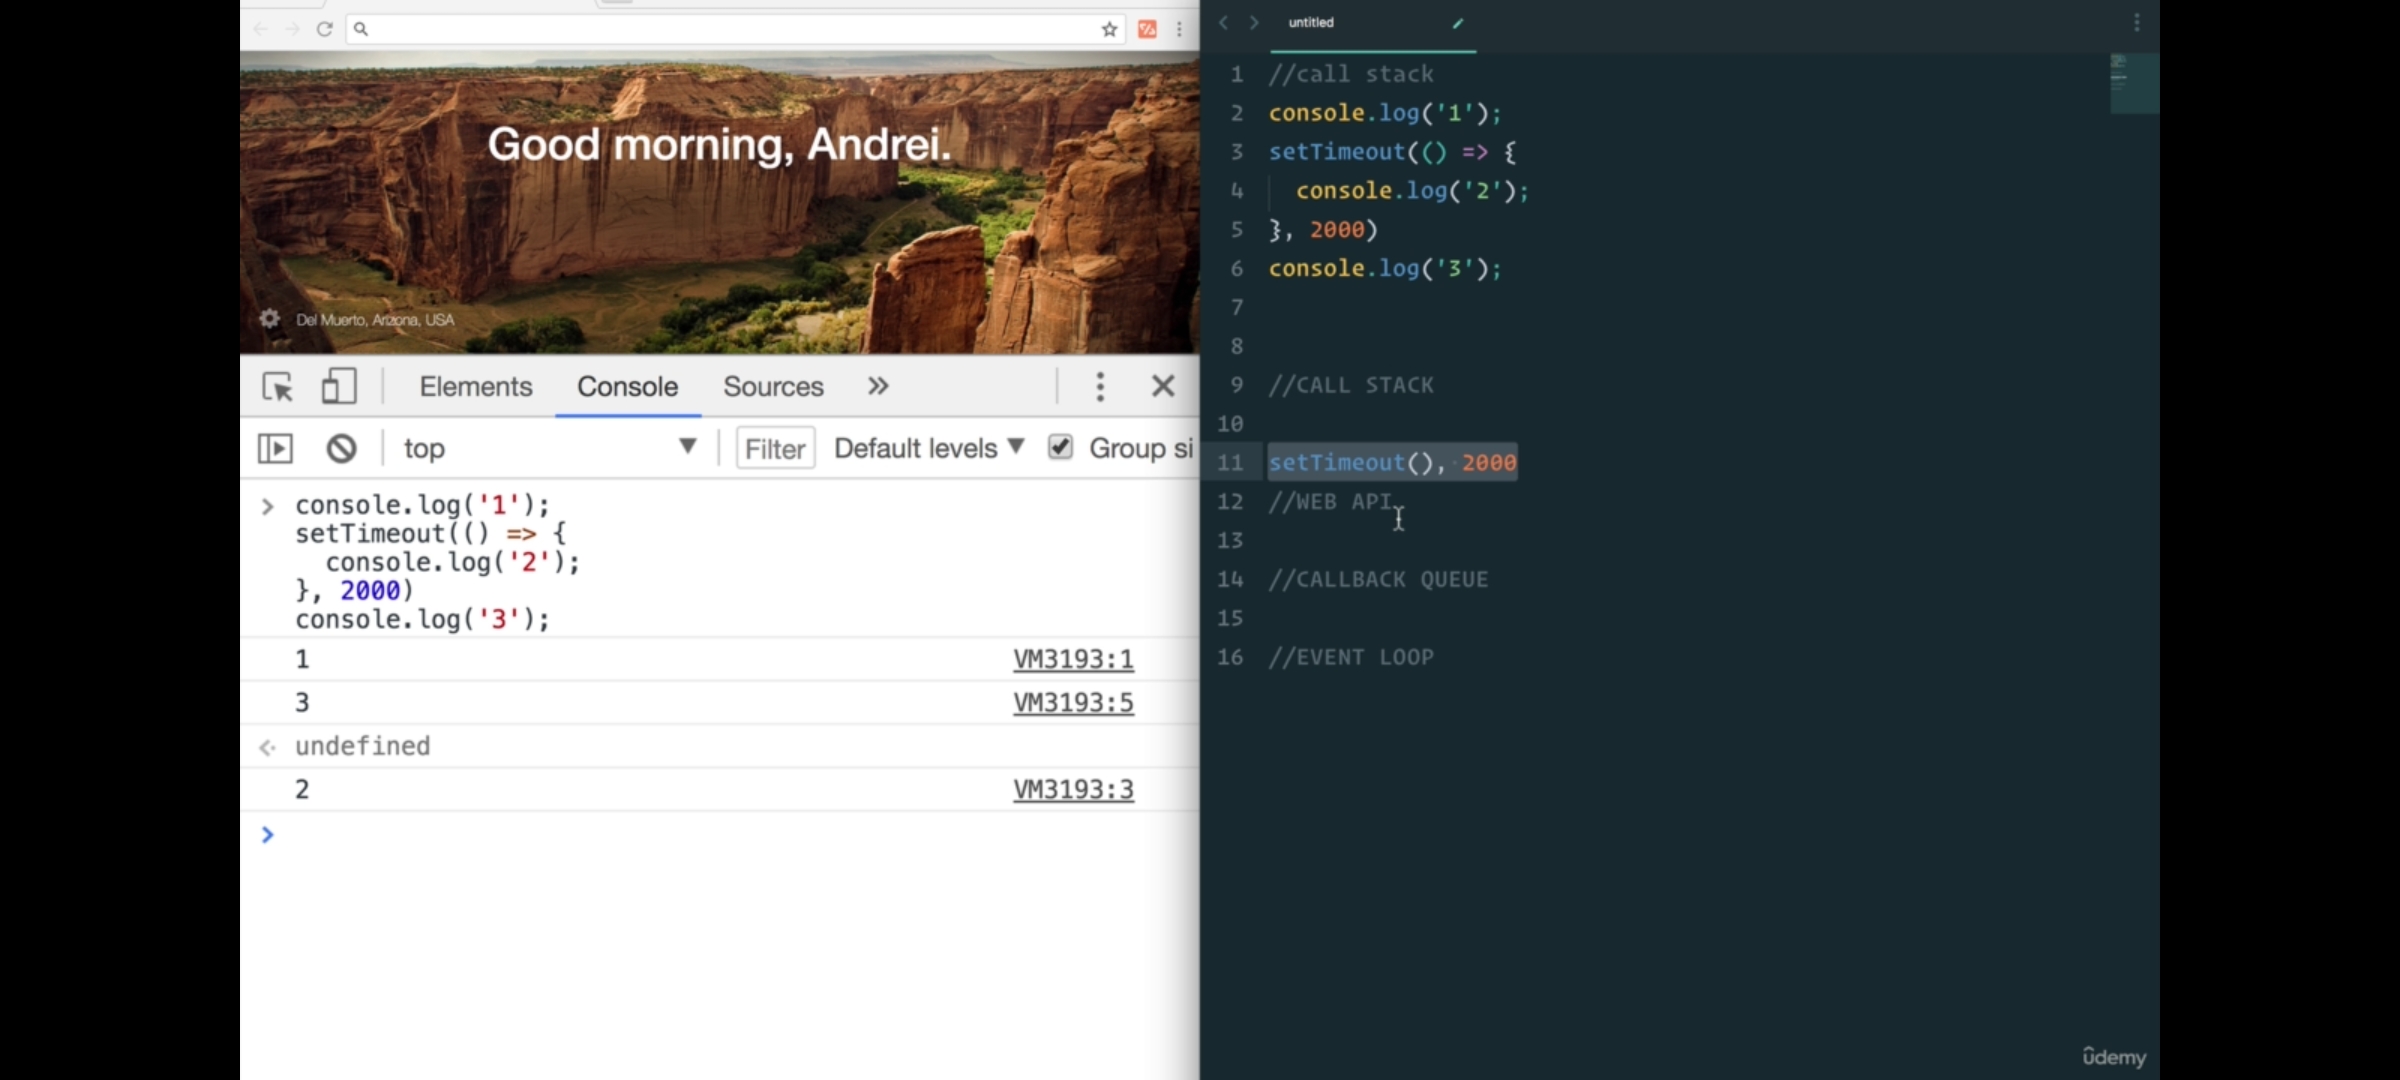 Good morning, Andrei.
Del Muerto, Arizona, USA
Elements Console Sources »
top Filter Default levels Group si
> console.log('1');
setTimeout(() => {
  console.log('2');
}, 2000)
console.log('3');
1 VM3193:1
3 VM3193:5
undefined
2 VM3193:3
>
untitled
1 //call stack
2 console.log('1');
3 setTimeout(() => {
4   console.log('2');
5 }, 2000)
6 console.log('3');
7
8
9 //CALL STACK
10
11 setTimeout(), 2000
12 //WEB API
13
14 //CALLBACK QUEUE
15
16 //EVENT LOOP
ûdemy